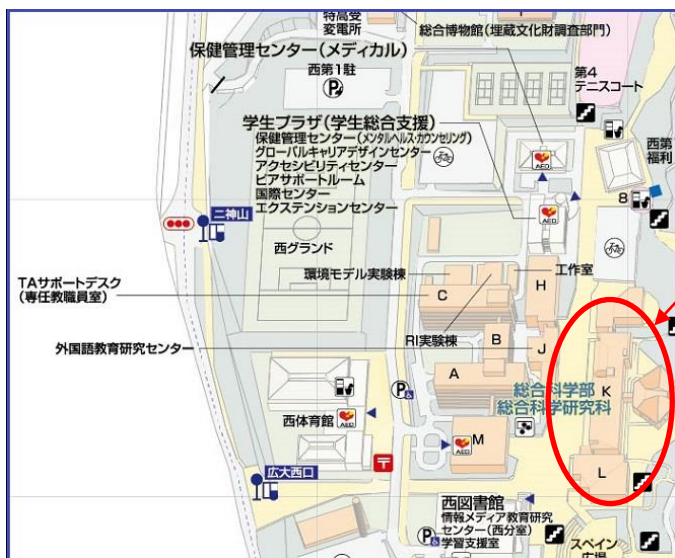 特高受
変電所
総合博物館(埋蔵文化財調査部門)
保健管理センター(メディカル)
西第1駐
P
第4
テニスコート
学生プラザ(学生総合支援)
保健管理センター(メンタルヘルス・カウンセリング)
グローバルキャリアデザインセンター
アクセシビリティセンター
ピアサポートルーム
国際センター
エクステンションセンター
AED
西第
福利
8
AED
二神山
西グランド
環境モデル実験棟
工作室
TAサポートデスク
(専任教職員室)
C
H
RI実験棟
外国語教育研究センター
B
J
A
K
P
総合科学部
総合科学研究科
西体育館
AED
M
AED
〒
L
広大西口
西図書館
情報メディア教育研究
センター(西分室)
学習支援室
P
スペイン
広場